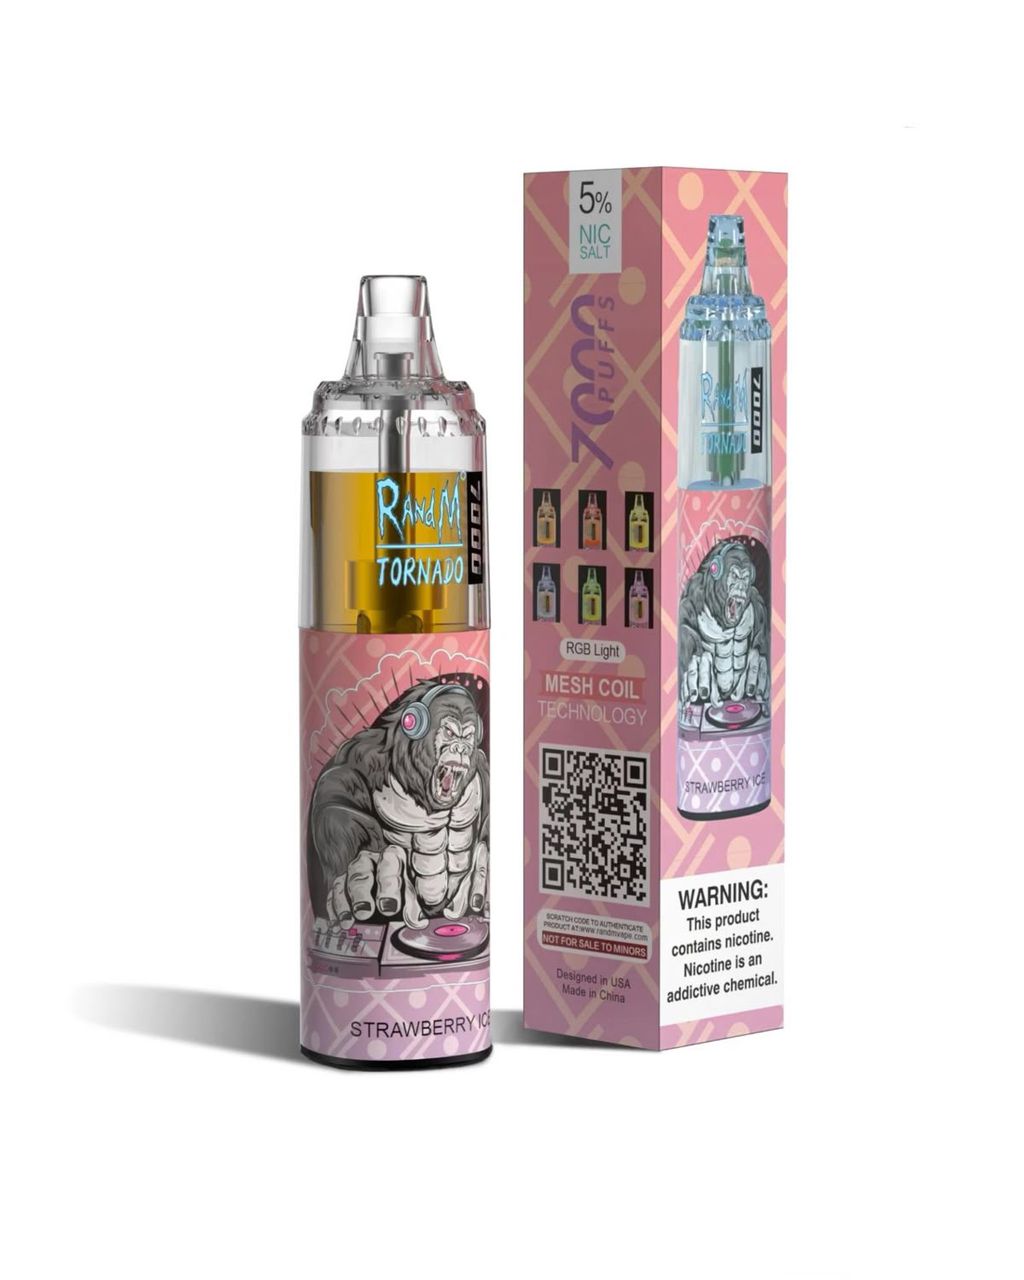 RandM
TORNADO
7000
STRAWBERRY ICE
5%
NIC
SALT
7000
PUFFS
RGB Light
MESH COIL
TECHNOLOGY
SCRATCH CODE TO AUTHENTICATE
PRODUCT AT:www.randmvape.com
NOT FOR SALE TO MINORS
Designed in USA
Made in China
RandM
TORNADO
7000
STRAWBERRY ICE
WARNING:
This product
contains nicotine.
Nicotine is an
addictive chemical.